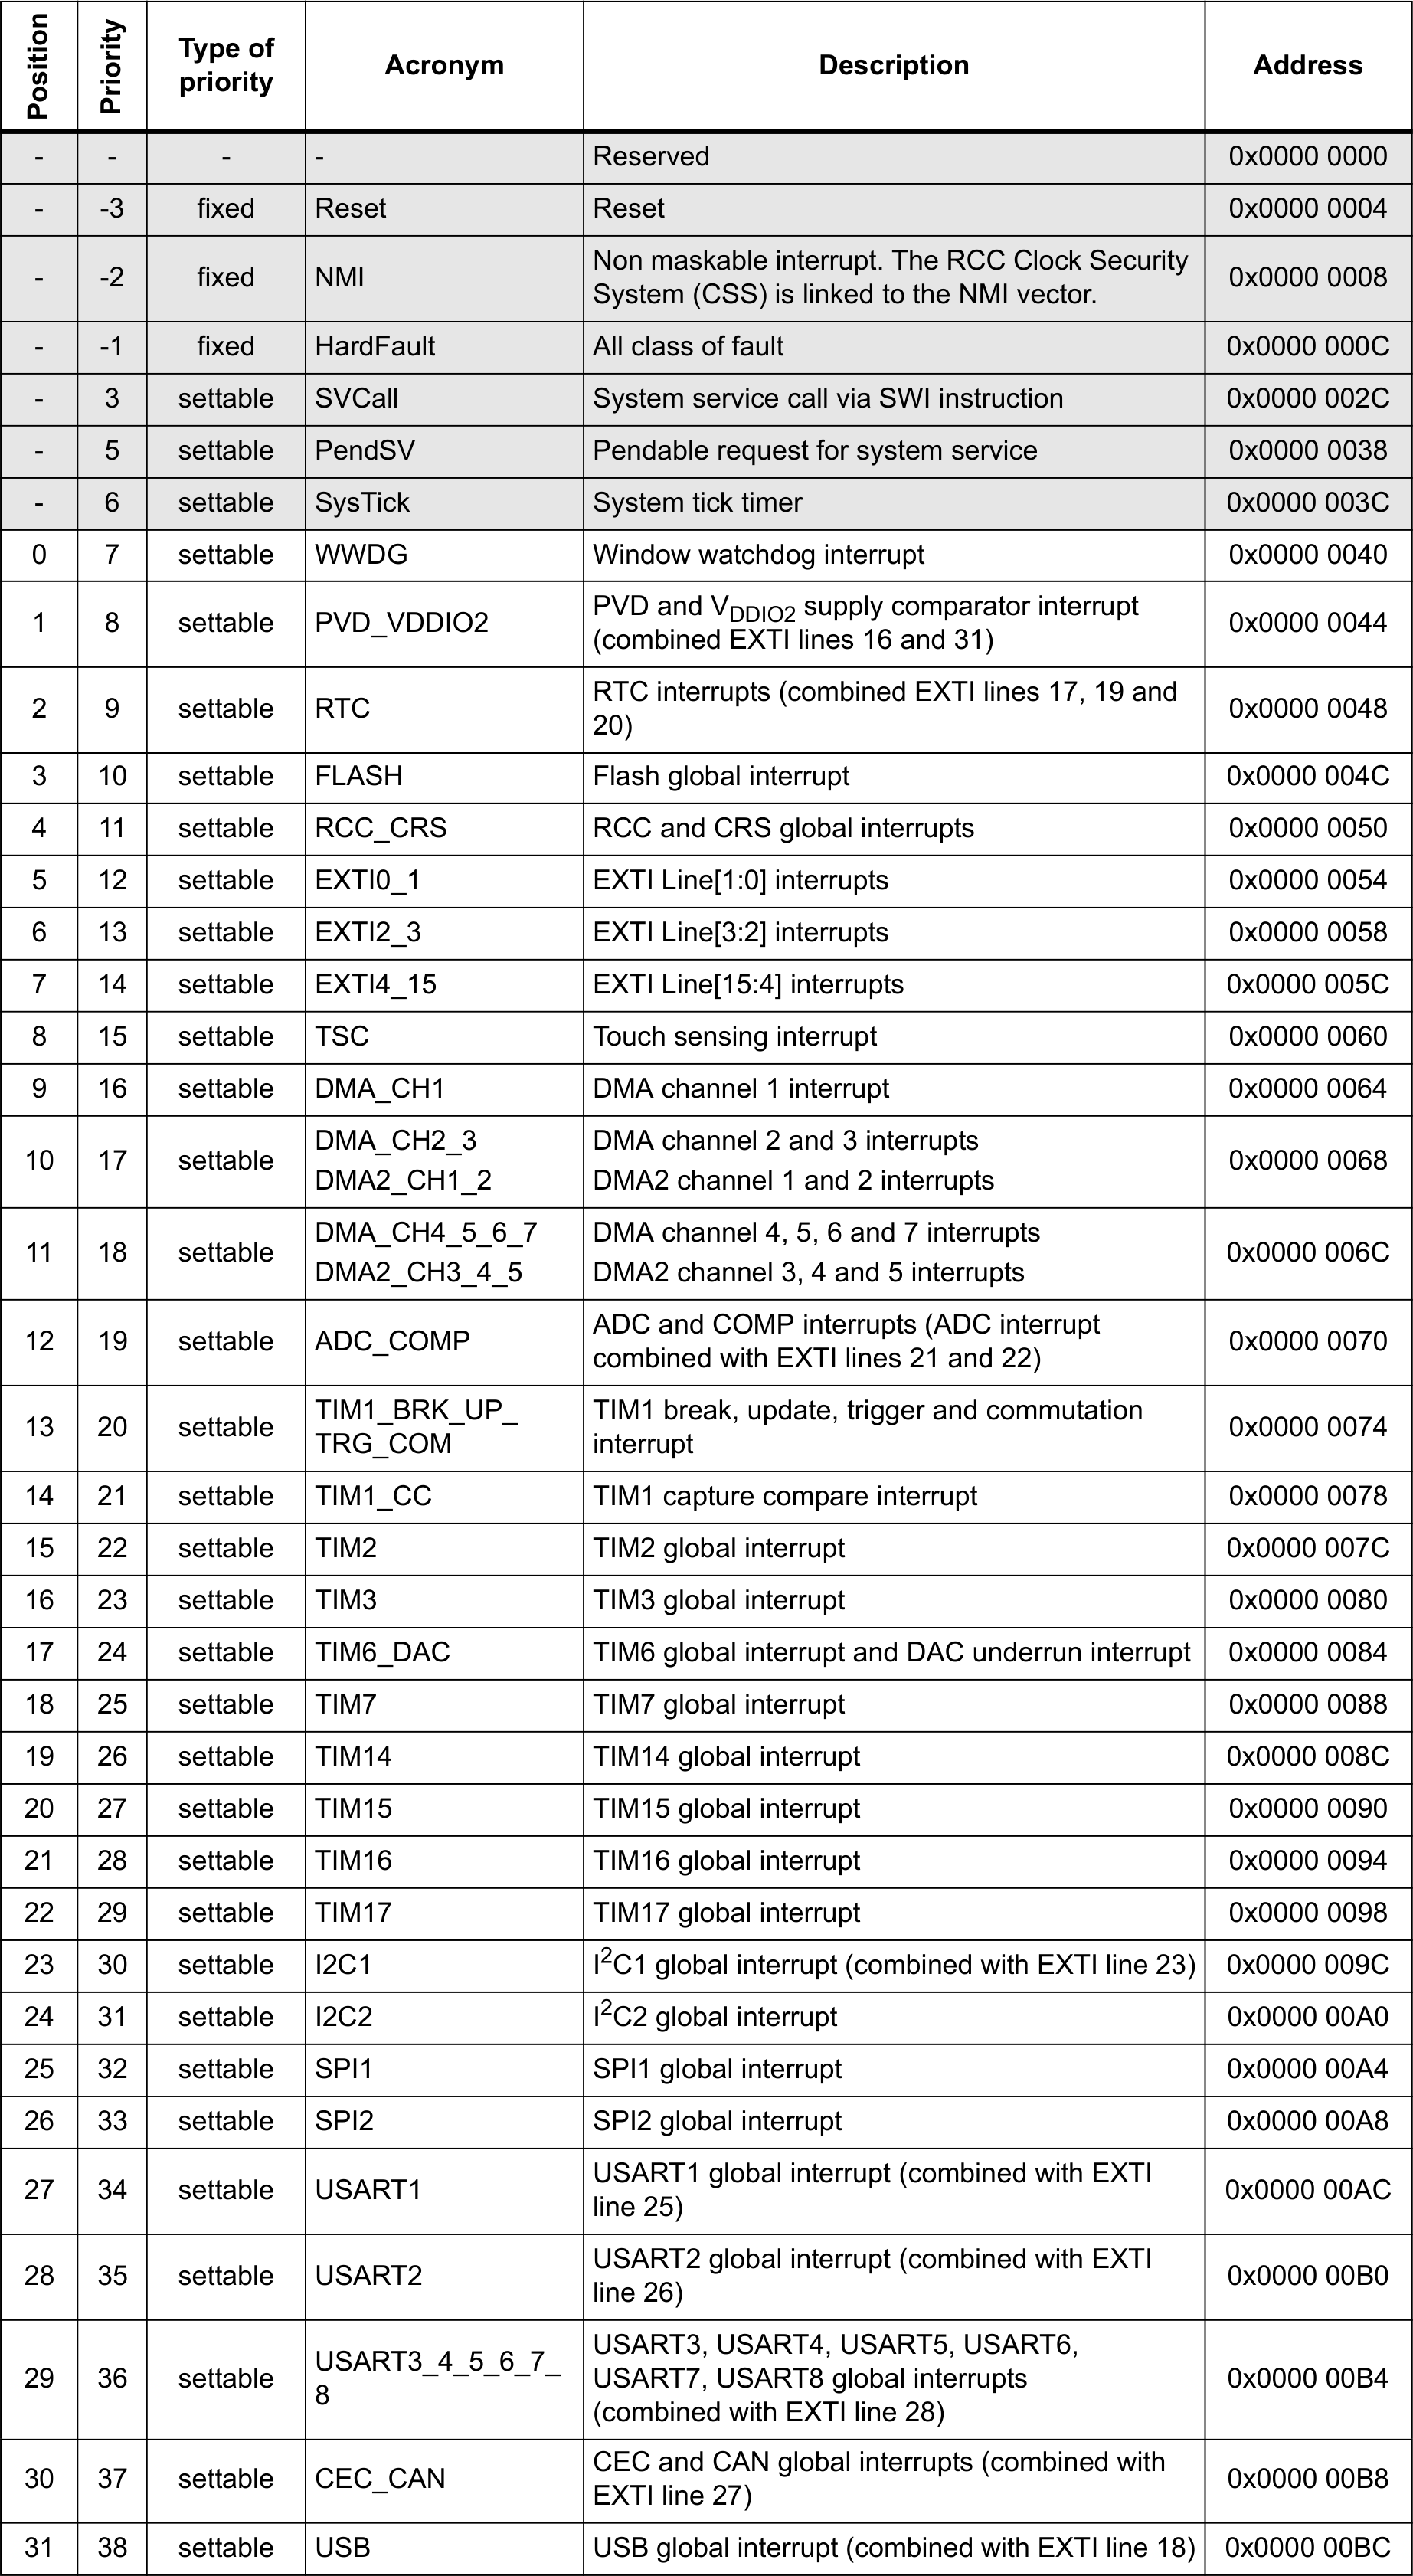 Position Priority Type of priority Acronym Description Address
- - - - Reserved 0x0000 0000
- -3 fixed Reset Reset 0x0000 0004
- -2 fixed NMI Non maskable interrupt. The RCC Clock Security
System (CSS) is linked to the NMI vector. 0x0000 0008
- -1 fixed HardFault All class of fault 0x0000 000C
- 3 settable SVCall System service call via SWI instruction 0x0000 002C
- 5 settable PendSV Pendable request for system service 0x0000 0038
- 6 settable SysTick System tick timer 0x0000 003C
0 7 settable WWDG Window watchdog interrupt 0x0000 0040
1 8 settable PVD_VDDIO2 PVD and VDDIO2 supply comparator interrupt
(combined EXTI lines 16 and 31) 0x0000 0044
2 9 settable RTC RTC interrupts (combined EXTI lines 17, 19 and
20) 0x0000 0048
3 10 settable FLASH Flash global interrupt 0x0000 004C
4 11 settable RCC_CRS RCC and CRS global interrupts 0x0000 0050
5 12 settable EXTI0_1 EXTI Line[1:0] interrupts 0x0000 0054
6 13 settable EXTI2_3 EXTI Line[3:2] interrupts 0x0000 0058
7 14 settable EXTI4_15 EXTI Line[15:4] interrupts 0x0000 005C
8 15 settable TSC Touch sensing interrupt 0x0000 0060
9 16 settable DMA_CH1 DMA channel 1 interrupt 0x0000 0064
10 17 settable DMA_CH2_3 DMA channel 2 and 3 interrupts
DMA2_CH1_2 DMA2 channel 1 and 2 interrupts 0x0000 0068
11 18 settable DMA_CH4_5_6_7 DMA channel 4, 5, 6 and 7 interrupts
DMA2_CH3_4_5 DMA2 channel 3, 4 and 5 interrupts 0x0000 006C
12 19 settable ADC_COMP ADC and COMP interrupts (ADC interrupt
combined with EXTI lines 21 and 22) 0x0000 0070
13 20 settable TIM1_BRK_UP_ TIM1 break, update, trigger and commutation
TRG_COM interrupt 0x0000 0074
14 21 settable TIM1_CC TIM1 capture compare interrupt 0x0000 0078
15 22 settable TIM2 TIM2 global interrupt 0x0000 007C
16 23 settable TIM3 TIM3 global interrupt 0x0000 0080
17 24 settable TIM6_DAC TIM6 global interrupt and DAC underrun interrupt 0x0000 0084
18 25 settable TIM7 TIM7 global interrupt 0x0000 0088
19 26 settable TIM14 TIM14 global interrupt 0x0000 008C
20 27 settable TIM15 TIM15 global interrupt 0x0000 0090
21 28 settable TIM16 TIM16 global interrupt 0x0000 0094
22 29 settable TIM17 TIM17 global interrupt 0x0000 0098
23 30 settable I2C1 I²C1 global interrupt (combined with EXTI line 23) 0x0000 009C
24 31 settable I2C2 I²C2 global interrupt 0x0000 00A0
25 32 settable SPI1 SPI1 global interrupt 0x0000 00A4
26 33 settable SPI2 SPI2 global interrupt 0x0000 00A8
27 34 settable USART1 USART1 global interrupt (combined with EXTI
line 25) 0x0000 00AC
28 35 settable USART2 USART2 global interrupt (combined with EXTI
line 26) 0x0000 00B0
29 36 settable USART3_4_5_6_7_ USART3, USART4, USART5, USART6,
8 USART7, USART8 global interrupts
(combined with EXTI line 28) 0x0000 00B4
30 37 settable CEC_CAN CEC and CAN global interrupts (combined with
EXTI line 27) 0x0000 00B8
31 38 settable USB USB global interrupt (combined with EXTI line 18) 0x0000 00BC